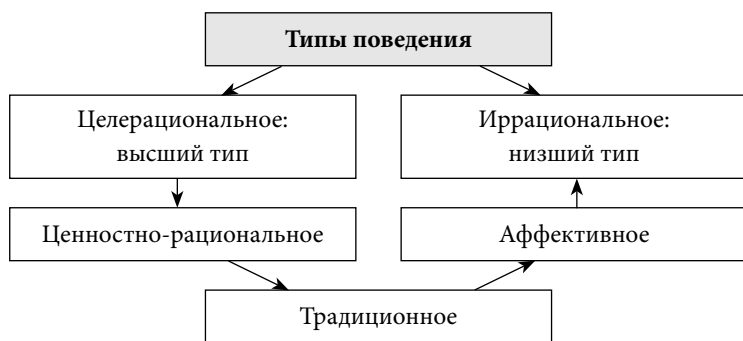 Типы поведения
Целерациональное:
высший тип
Иррациональное:
низший тип
Ценностно-рациональное
Аффективное
Традиционное